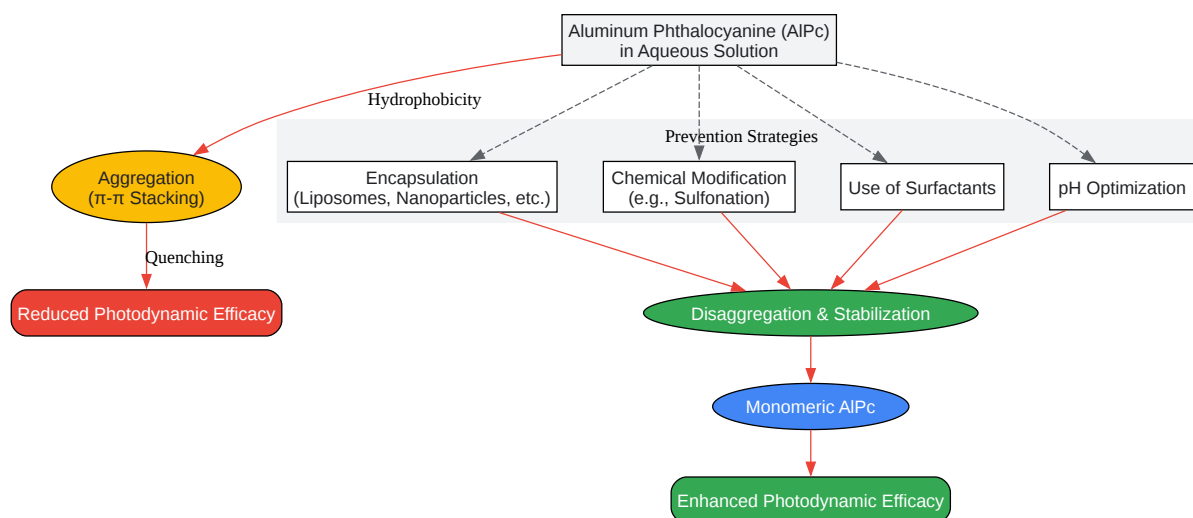 Aluminum Phthalocyanine (AlPc)
in Aqueous Solution
Hydrophobicity
Prevention Strategies
Aggregation
(π-π Stacking)
Encapsulation
(Liposomes, Nanoparticles, etc.)
Chemical Modification
(e.g., Sulfonation)
Use of Surfactants
pH Optimization
Quenching
Reduced Photodynamic Efficacy
Disaggregation & Stabilization
Monomeric AlPc
Enhanced Photodynamic Efficacy